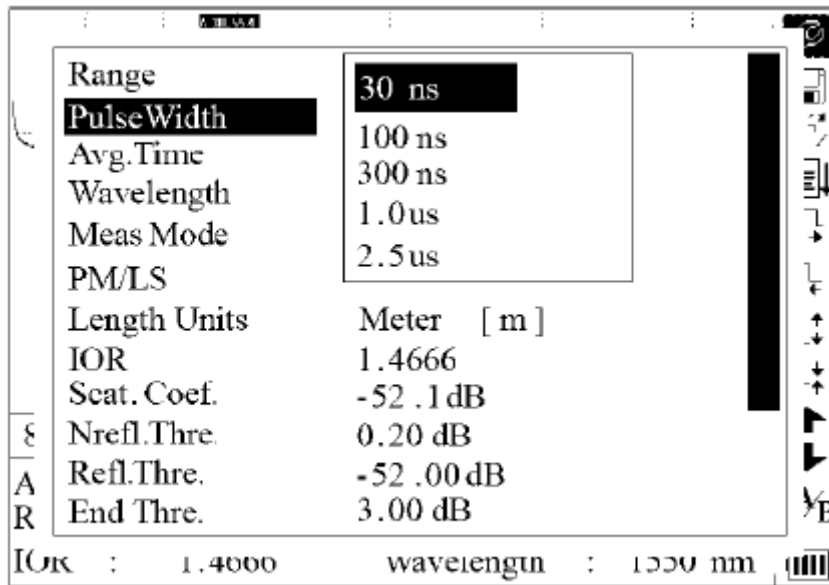 Range
30 ns
PulseWidth
100 ns
Avg.Time
300 ns
Wavelength
1.0us
Meas Mode
2.5us
PM/LS
Length Units Meter [ m ]
IOR 1.4666
Scat. Coef. -52 .1dB
Nrefl.Thre. 0.20 dB
Refl.Thre. -52 .00 dB
End Thre. 3.00 dB
A
R
IOR : 1.4666 wavelength : 1550 nm